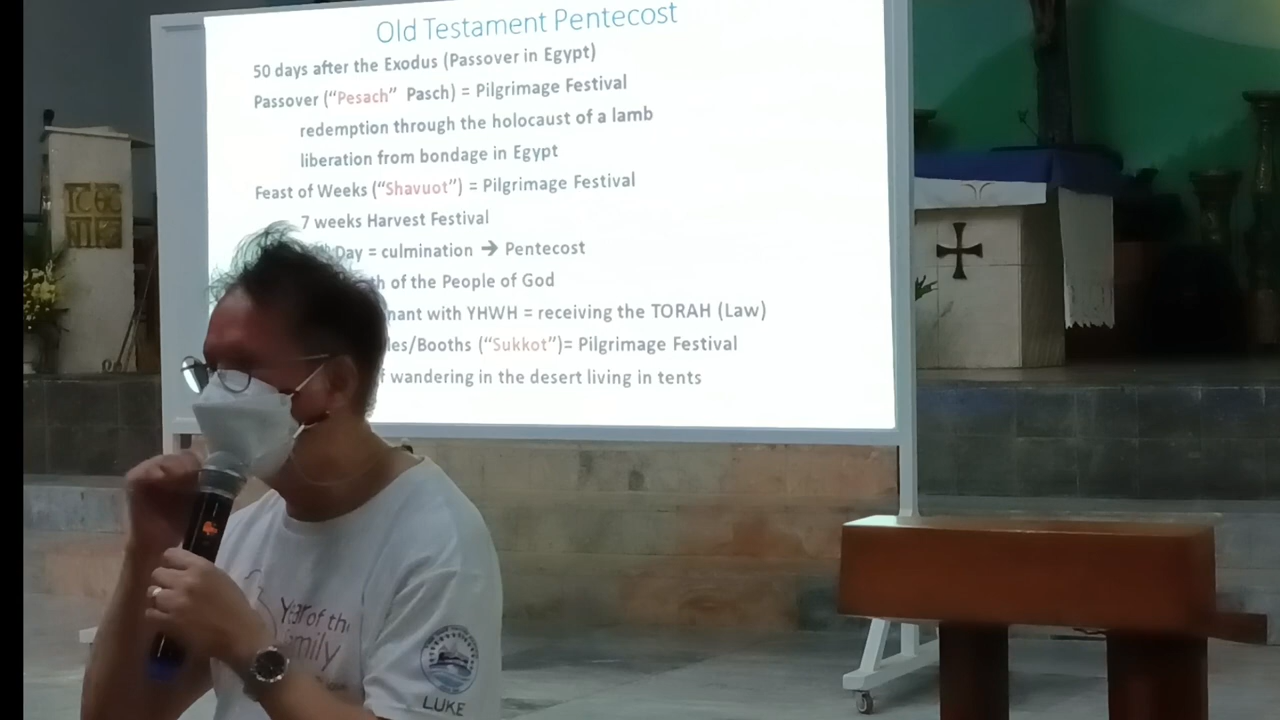 Old Testament Pentecost
50 days after the Exodus (Passover in Egypt)
Passover (“Pesach” Pasch) = Pilgrimage Festival
redemption through the holocaust of a lamb
liberation from bondage in Egypt
Feast of Weeks (“Shavuot”) = Pilgrimage Festival
7 weeks Harvest Festival
Day = culmination → Pentecost
of the People of God
with YHWH = receiving the TORAH (Law)
/Booths (“Sukkot”)= Pilgrimage Festival
wandering in the desert living in tents
Year of the
family
LUKE